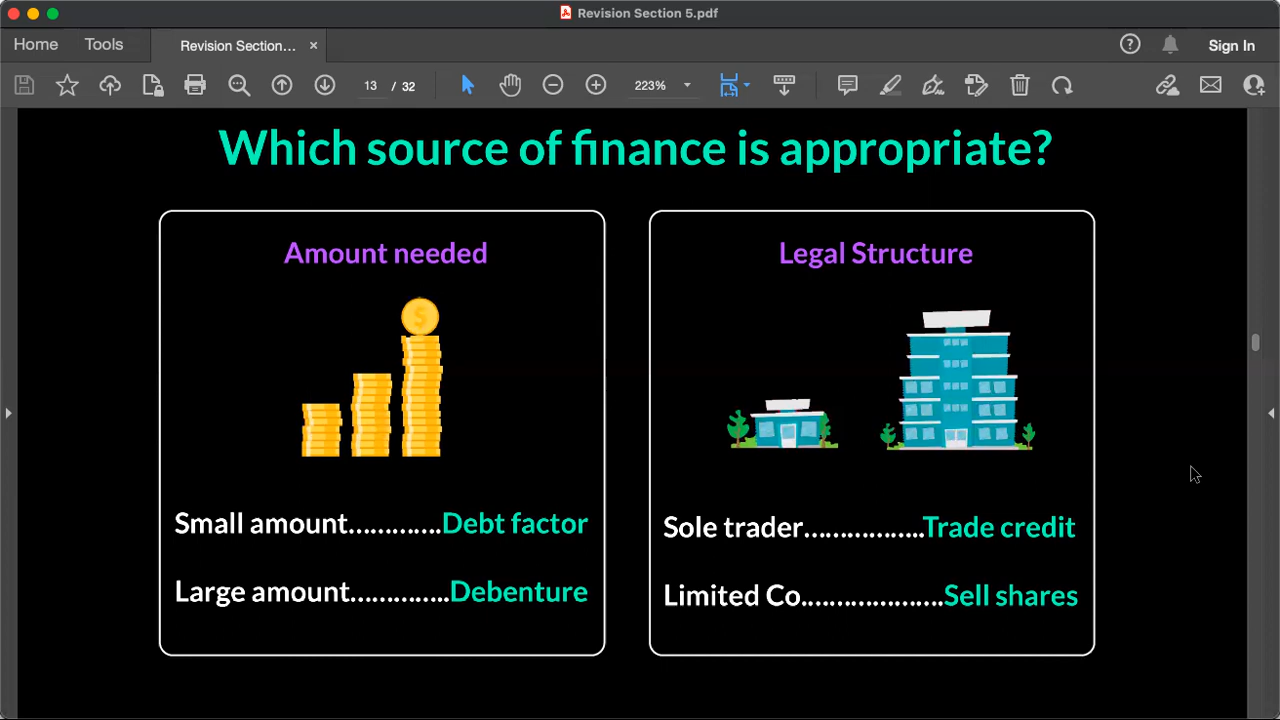 Revision Section 5.pdf
Home Tools Revision Section... × Sign In
13 / 32 223%
Which source of finance is appropriate?
Amount needed
$
Small amount.............Debt factor
Large amount..............Debenture
Legal Structure
Sole trader.................Trade credit
Limited Co....................Sell shares